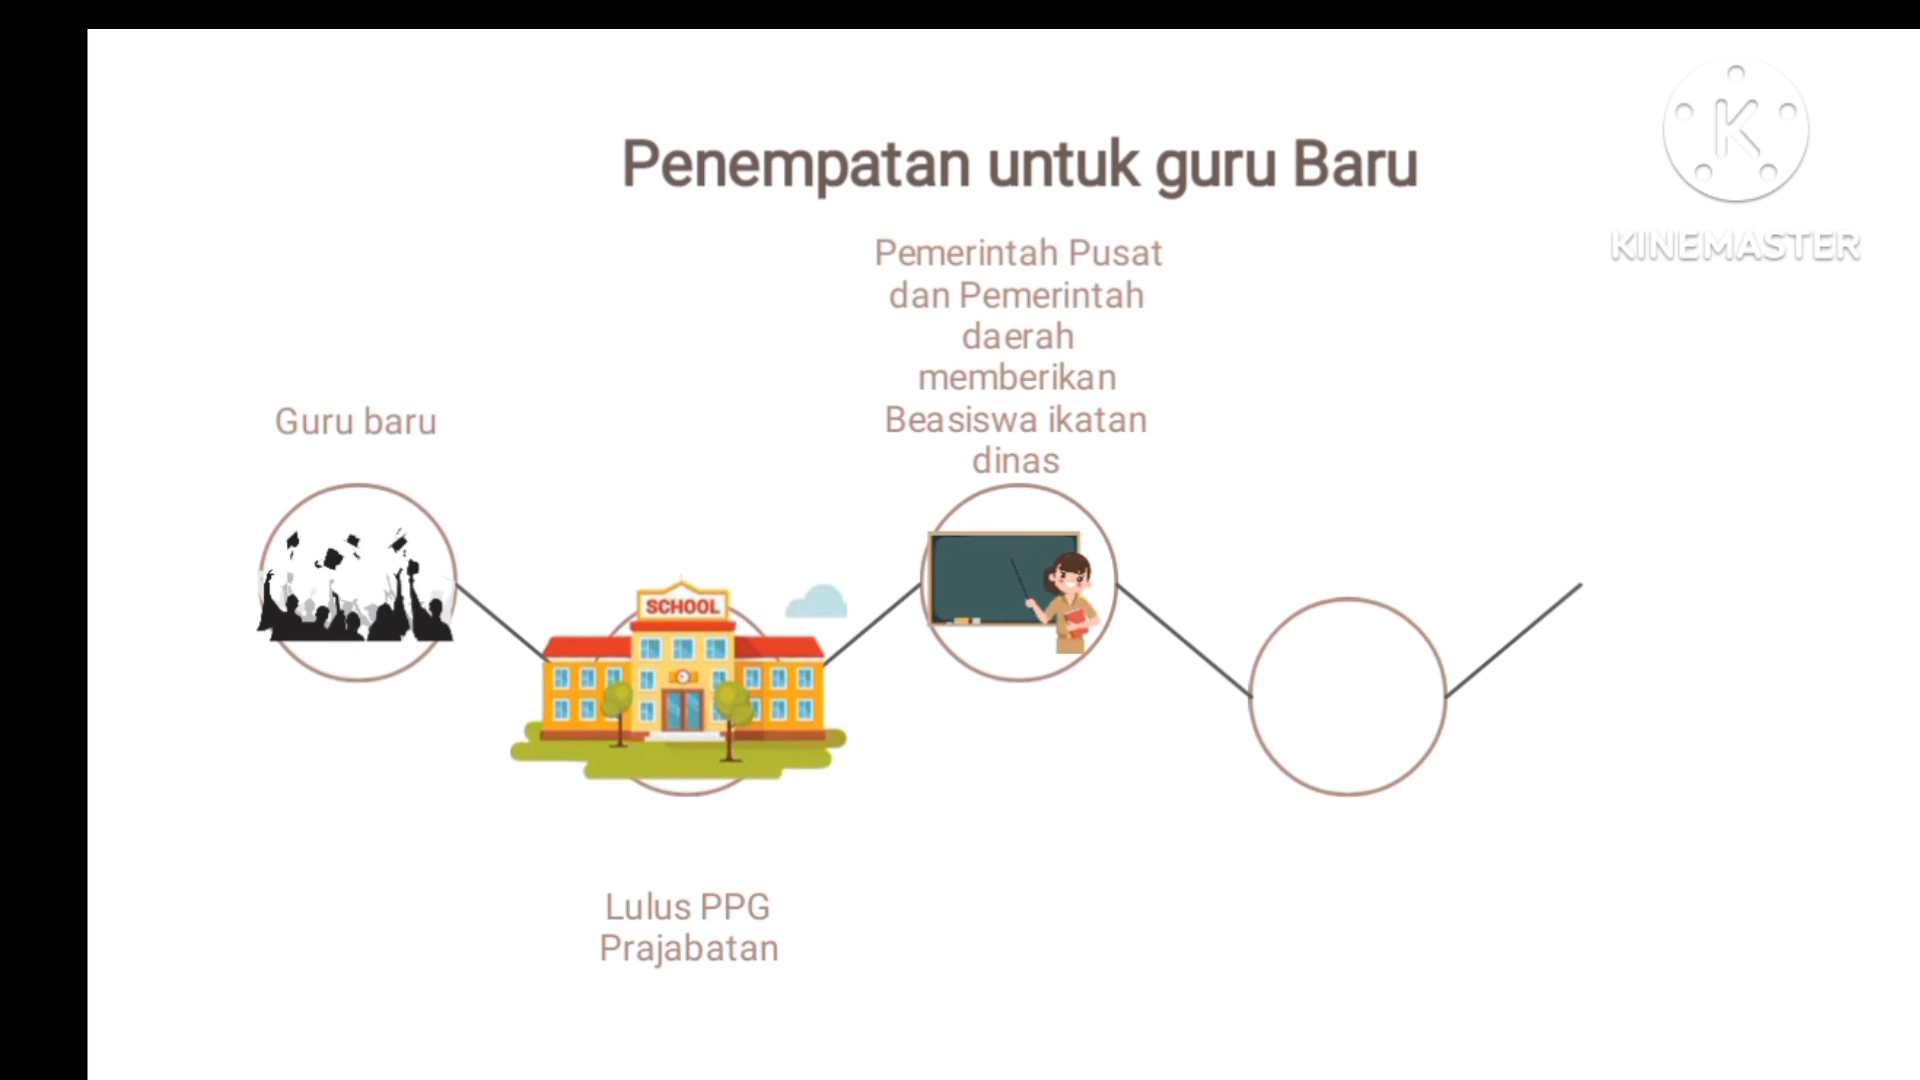 Penempatan untuk guru Baru
K
KINEMASTER
Pemerintah Pusat
dan Pemerintah
daerah
memberikan
Beasiswa ikatan
dinas
Guru baru
SCHOOL
Lulus PPG
Prajabatan